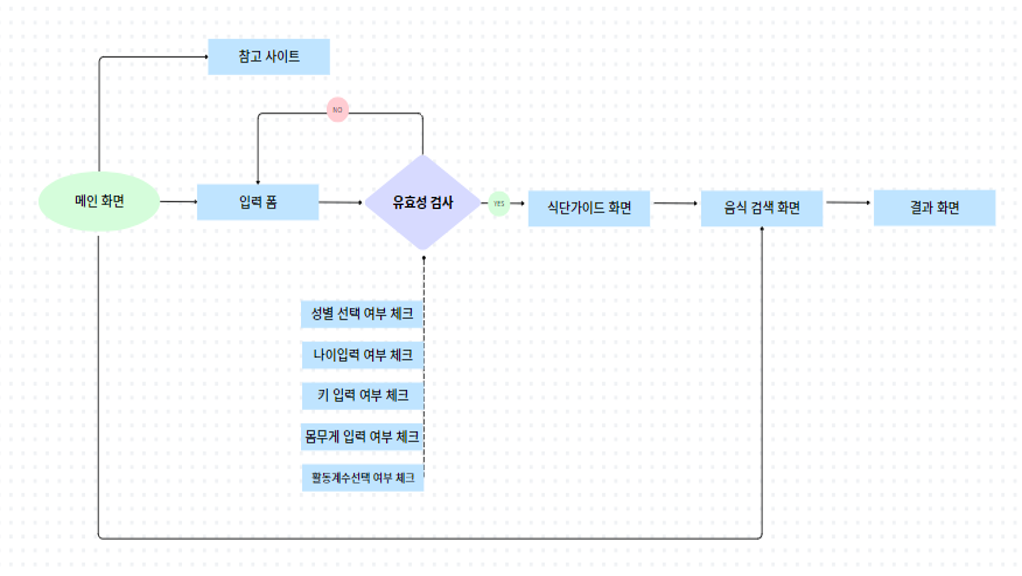 참고 사이트
NO
메인 화면
입력 폼
유효성 검사
YES
식단가이드 화면
음식 검색 화면
결과 화면
성별 선택 여부 체크
나이입력 여부 체크
키 입력 여부 체크
몸무게 입력 여부 체크
활동계수선택 여부 체크